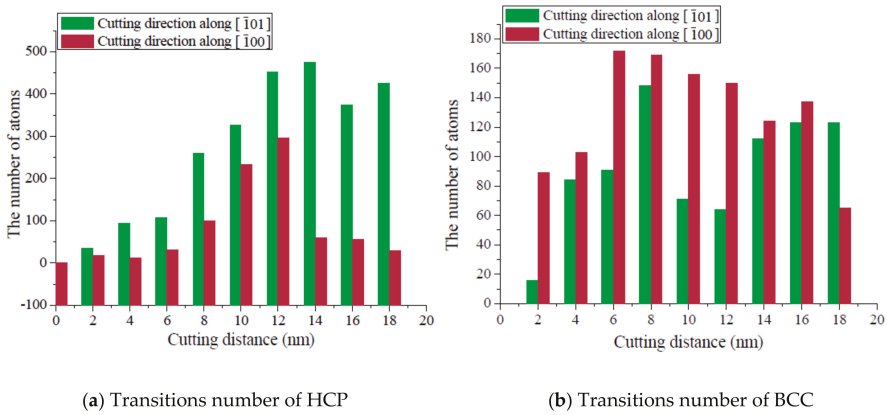 Cutting direction along [ 1̄01]
Cutting direction along [ 1̄00]
500
400
300
200
100
0
-100
The number of atoms
0 2 4 6 8 10 12 14 16 18 20
Cutting distance (nm)
(a) Transitions number of HCP
Cutting direction along [ 1̄01]
Cutting direction along [ 1̄00]
180
160
140
120
100
80
60
40
20
0
The number of atoms
0 2 4 6 8 10 12 14 16 18 20
Cutting distance (nm)
(b) Transitions number of BCC